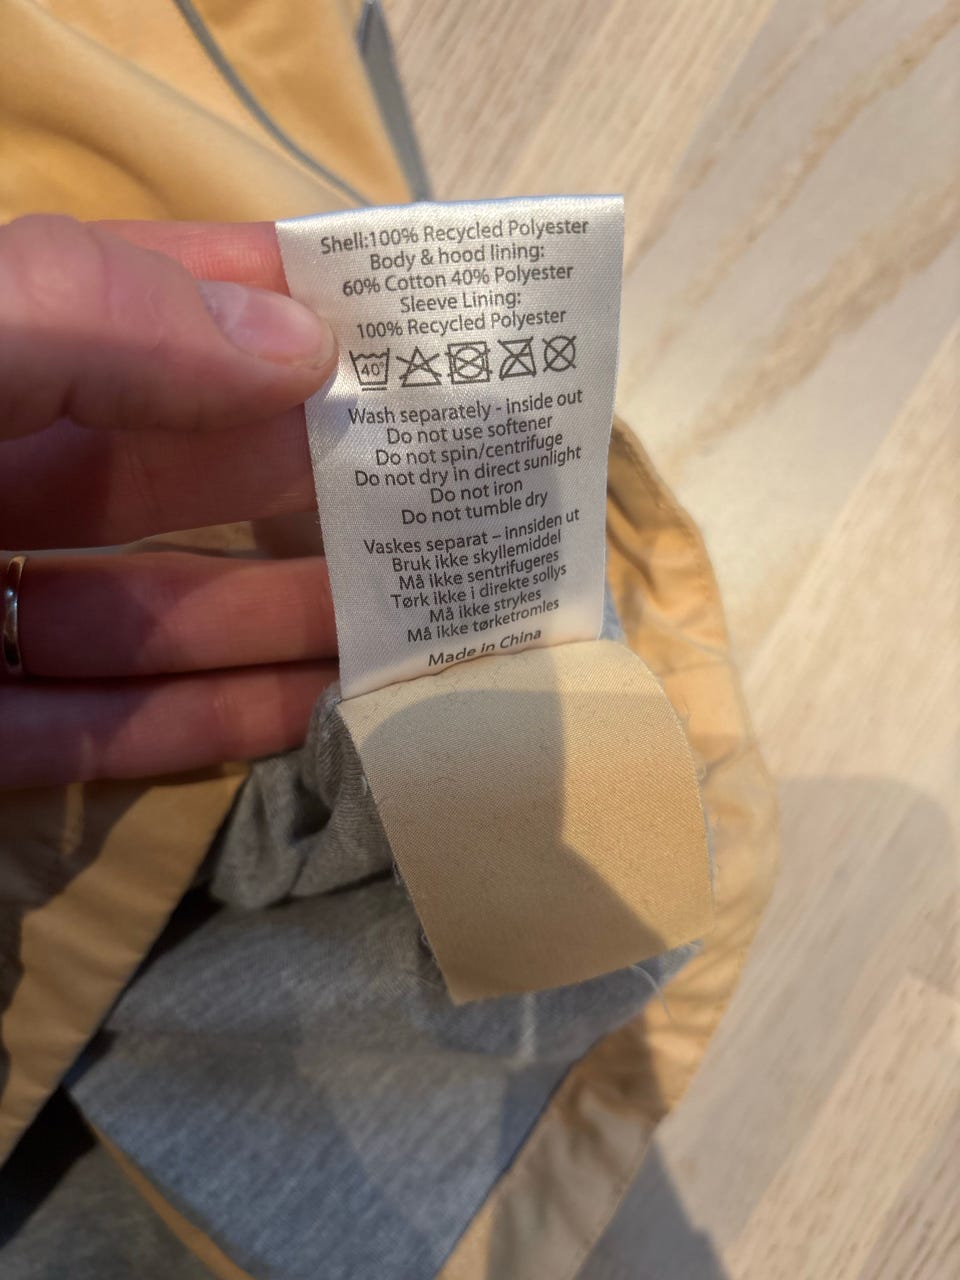 Shell:100% Recycled Polyester
Body & hood lining:
60% Cotton 40% Polyester
Sleeve Lining:
100% Recycled Polyester
40°
Wash separately - inside out
Do not use softener
Do not spin/centrifuge
Do not dry in direct sunlight
Do not iron
Do not tumble dry
Vaskes separat – innsiden ut
Bruk ikke skyllemiddel
Må ikke sentrifugeres
Tørk ikke i direkte sollys
Må ikke strykes
Må ikke tørketromles
Made in China